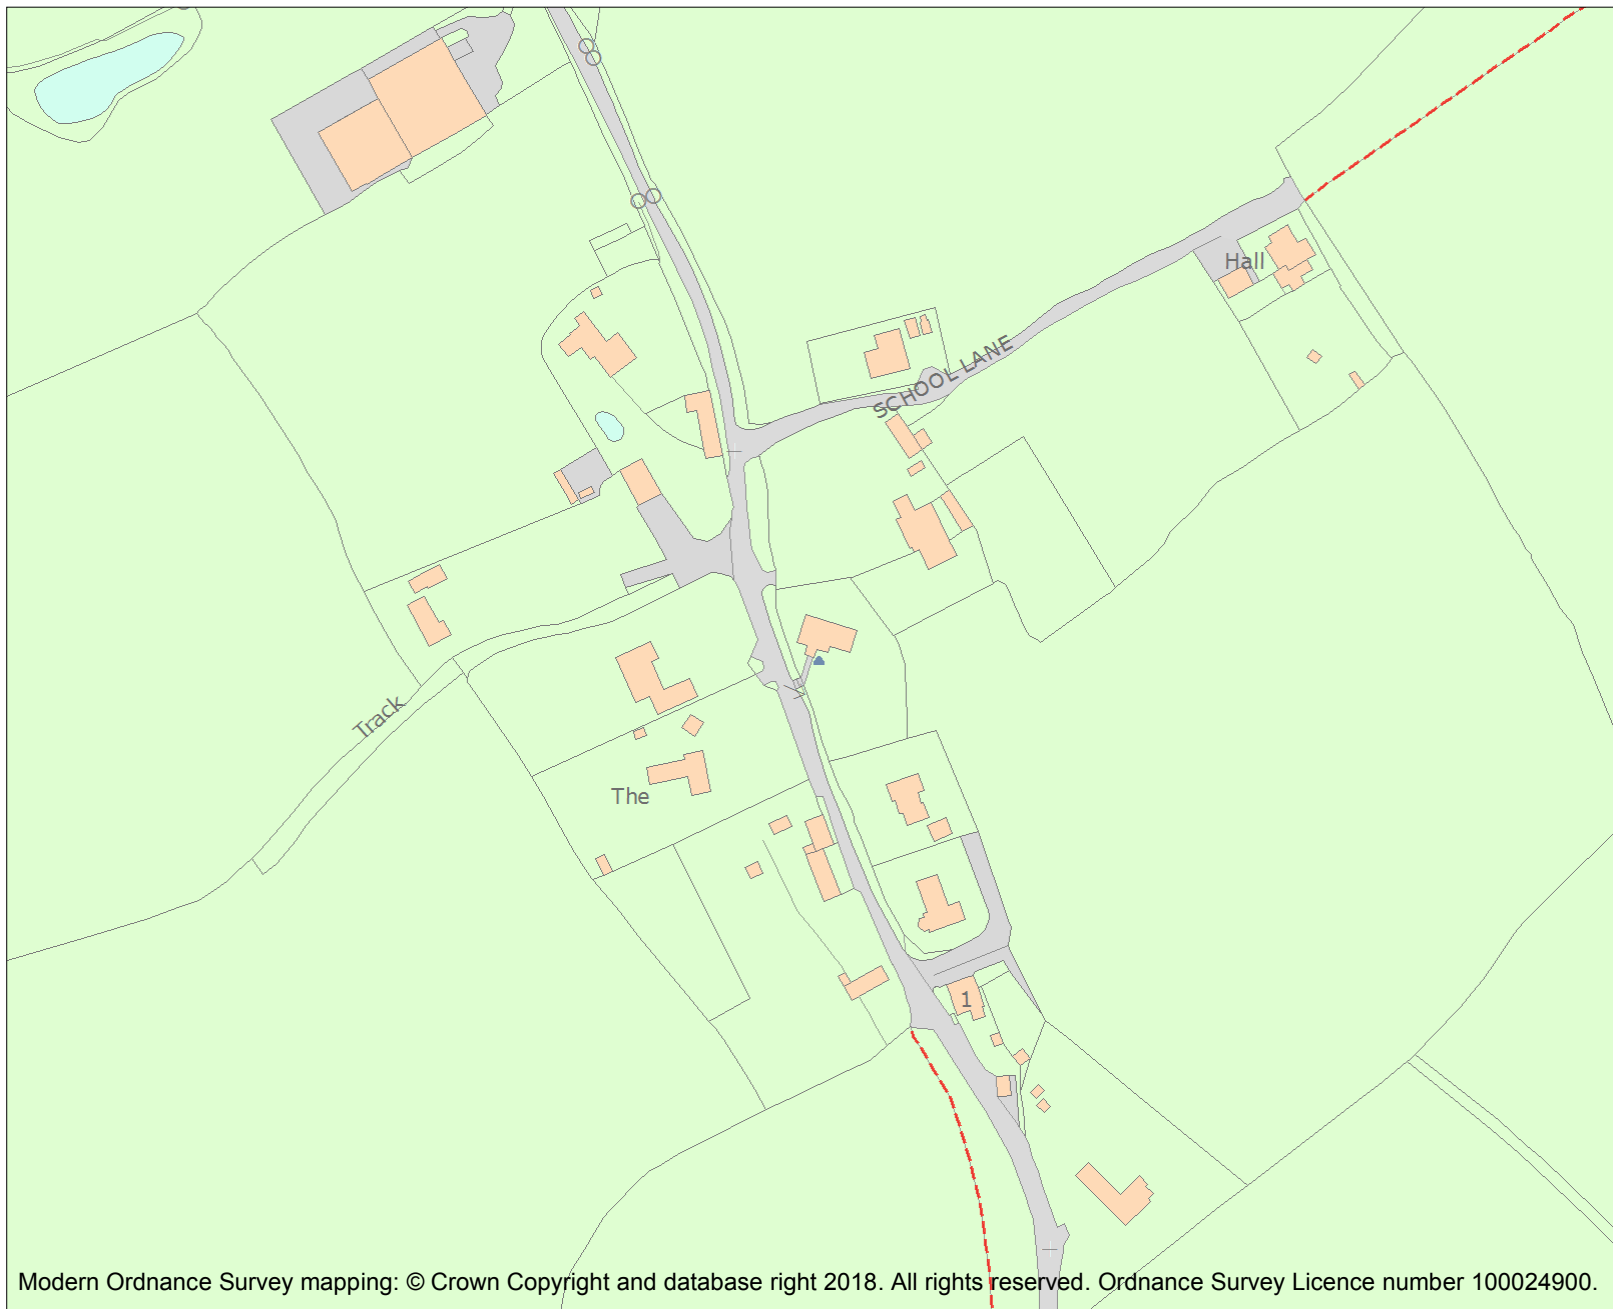 Hall
SCHOOL LANE
Track
The
1
Modern Ordnance Survey mapping: © Crown Copyright and database right 2018. All rights reserved. Ordnance Survey Licence number 100024900.